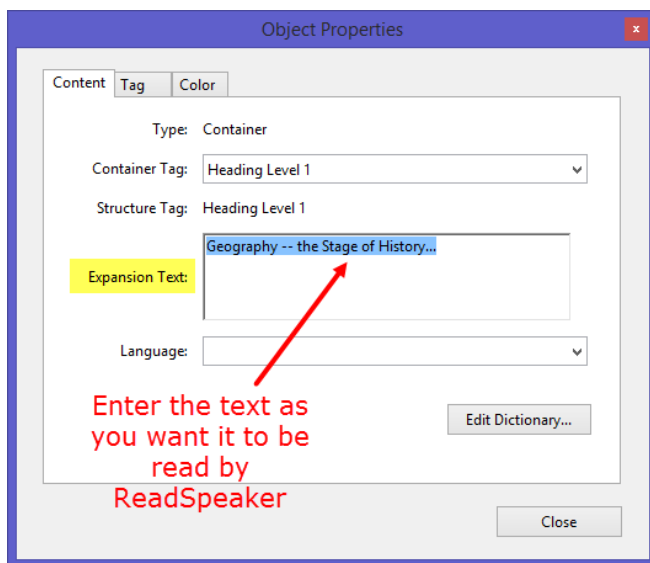 Object Properties
x
Content Tag Color
Type: Container
Container Tag: Heading Level 1
Structure Tag: Heading Level 1
Geography -- the Stage of History...
Expansion Text:
Language:
Enter the text as
you want it to be
read by
ReadSpeaker
Edit Dictionary...
Close